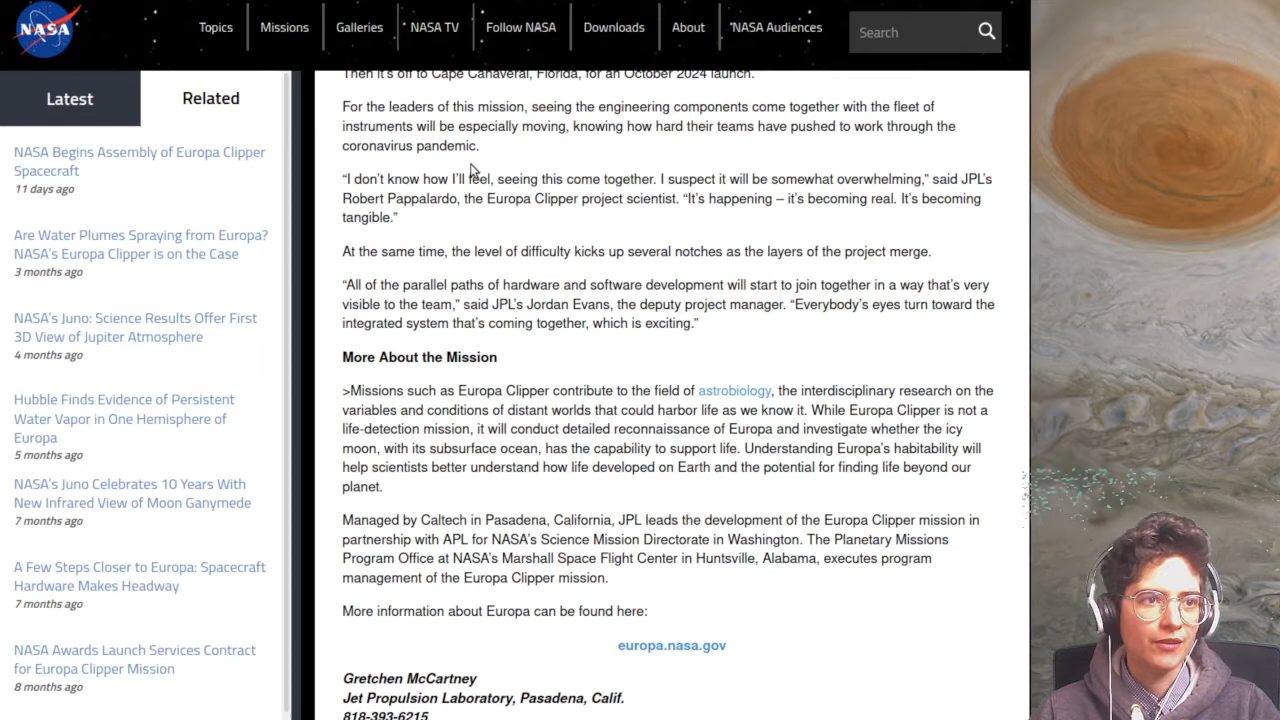 NASA
Topics
Missions
Galleries
NASA TV
Follow NASA
Downloads
About
NASA Audiences
Search
Latest
Related
NASA Begins Assembly of Europa Clipper
Spacecraft
11 days ago
Are Water Plumes Spraying from Europa?
NASA's Europa Clipper is on the Case
3 months ago
NASA's Juno: Science Results Offer First
3D View of Jupiter Atmosphere
4 months ago
Hubble Finds Evidence of Persistent
Water Vapor in One Hemisphere of
Europa
5 months ago
NASA's Juno Celebrates 10 Years With
New Infrared View of Moon Ganymede
7 months ago
A Few Steps Closer to Europa: Spacecraft
Hardware Makes Headway
7 months ago
NASA Awards Launch Services Contract
for Europa Clipper Mission
8 months ago
Then it's off to Cape Canaveral, Florida, for an October 2024 launch.
For the leaders of this mission, seeing the engineering components come together with the fleet of
instruments will be especially moving, knowing how hard their teams have pushed to work through the
coronavirus pandemic.
“I don't know how I'll feel, seeing this come together. I suspect it will be somewhat overwhelming,” said JPL's
Robert Pappalardo, the Europa Clipper project scientist. “It's happening – it's becoming real. It's becoming
tangible.”
At the same time, the level of difficulty kicks up several notches as the layers of the project merge.
“All of the parallel paths of hardware and software development will start to join together in a way that's very
visible to the team,” said JPL's Jordan Evans, the deputy project manager. “Everybody's eyes turn toward the
integrated system that's coming together, which is exciting.”
More About the Mission
>Missions such as Europa Clipper contribute to the field of astrobiology, the interdisciplinary research on the
variables and conditions of distant worlds that could harbor life as we know it. While Europa Clipper is not a
life-detection mission, it will conduct detailed reconnaissance of Europa and investigate whether the icy
moon, with its subsurface ocean, has the capability to support life. Understanding Europa's habitability will
help scientists better understand how life developed on Earth and the potential for finding life beyond our
planet.
Managed by Caltech in Pasadena, California, JPL leads the development of the Europa Clipper mission in
partnership with APL for NASA's Science Mission Directorate in Washington. The Planetary Missions
Program Office at NASA's Marshall Space Flight Center in Huntsville, Alabama, executes program
management of the Europa Clipper mission.
More information about Europa can be found here:
europa.nasa.gov
Gretchen McCartney
Jet Propulsion Laboratory, Pasadena, Calif.
818-393-6215